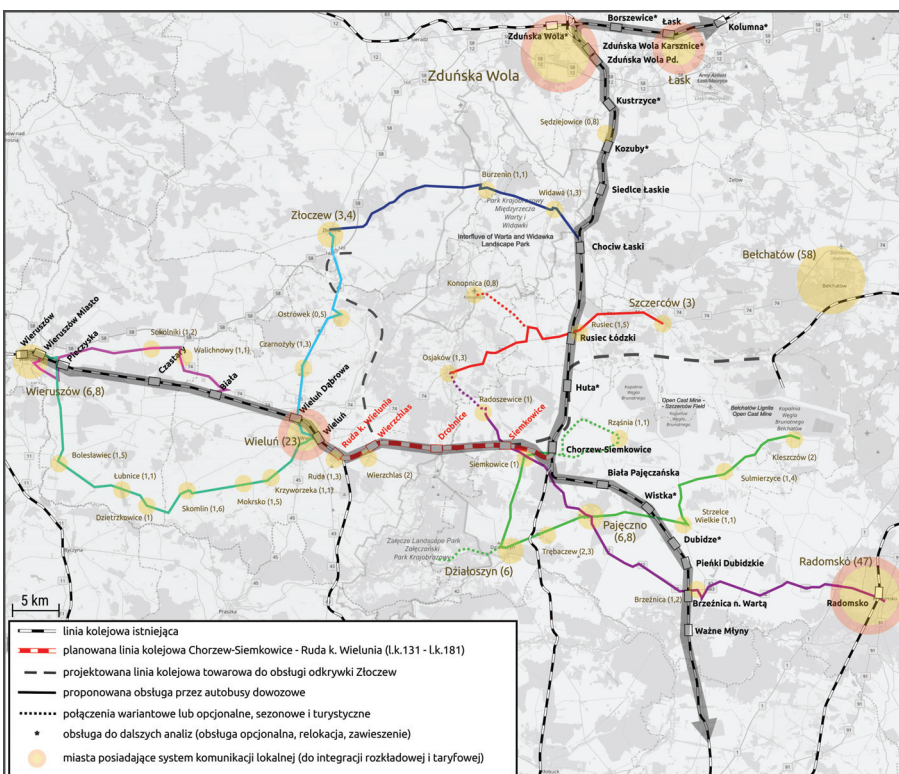 Borszewice*
Łask
Kolumna*
Zduńska Wola*
Zduńska Wola Karsznice*
Zduńska Wola Pd.
Zduńska Wola
Łask
Kustrzyce*
Sędziejowice (0,8)
Kozuby*
Siedlce Łaskie
Burzenin (1,1)
Widawa (1,3)
Park Krajobrazowy
Międzyrzecza
Warty i
Widawki
Interfluve of Warta and Widawka
Landscape Park
Złoczew (3,4)
Chociw Łaski
Bełchatów (58)
Bełchatów
Konopnica (0,8)
Szczerców (3)
Ostrówek (0,5)
Rusiec (1,5)
Rusiec Łódzki
Wieruszów
Wieruszów Miasto
Pieczyska
Sokolniki (1,2)
Walichnowy (1,1)
Czastary
Czarnożyły (1,3)
Osjaków (1,3)
Biała
Wieruszów (6,8)
Huta*
Radoszewice (1)
Kopalnia
Węgla
Brunatnego
Open Cast Mine –
– Szczerców Field
Bełchatów Lignite
Open Cast Mine
Kopalnia
Węgla
Brunatnego
Bełchatów
Wieluń Dąbrowa
Wieluń
Wieluń (23)
Ruda k. Wielunia
Wierzchlas
Drobnice
Siemkowice
Rząśnia (1,1)
Chorzew-Siemkowice
Kleszczów (2)
Bolesławiec (1,5)
Ruda (1,3)
Wierzchlas (2)
Siemkowice (1)
Biała Pajęczańska
Sulmierzyce (1,4)
Łubnice (1,1)
Krzyworzeka (1,1)
Mokrsko (1,5)
Skomlin (1,6)
Dzietrzkowice (1)
Wistka*
Strzelce
Wielkie (1,1)
Pajęczno
(6,8)
Dubidze*
Załęcze Landscape Park
Załęczański
Park Krajobrazowy
Trębaczew (2,3)
Działoszyn (6)
Pieńki Dubidzkie
Radomsko (47)
Brzeźnica (1,2)
Brzeźnica n. Wartą
Radomsko
Ważne Młyny
Praszka
5 km
linia kolejowa istniejąca
planowana linia kolejowa Chorzew-Siemkowice - Ruda k. Wielunia (l.k.131 - l.k.181)
projektowana linia kolejowa towarowa do obsługi odkrywki Złoczew
proponowana obsługa przez autobusy dowozowe
połączenia wariantowe lub opcjonalne, sezonowe i turystyczne
* obsługa do dalszych analiz (obsługa opcjonalna, relokacja, zawieszenie)
miasta posiadające system komunikacji lokalnej (do integracji rozkładowej i taryfowej)